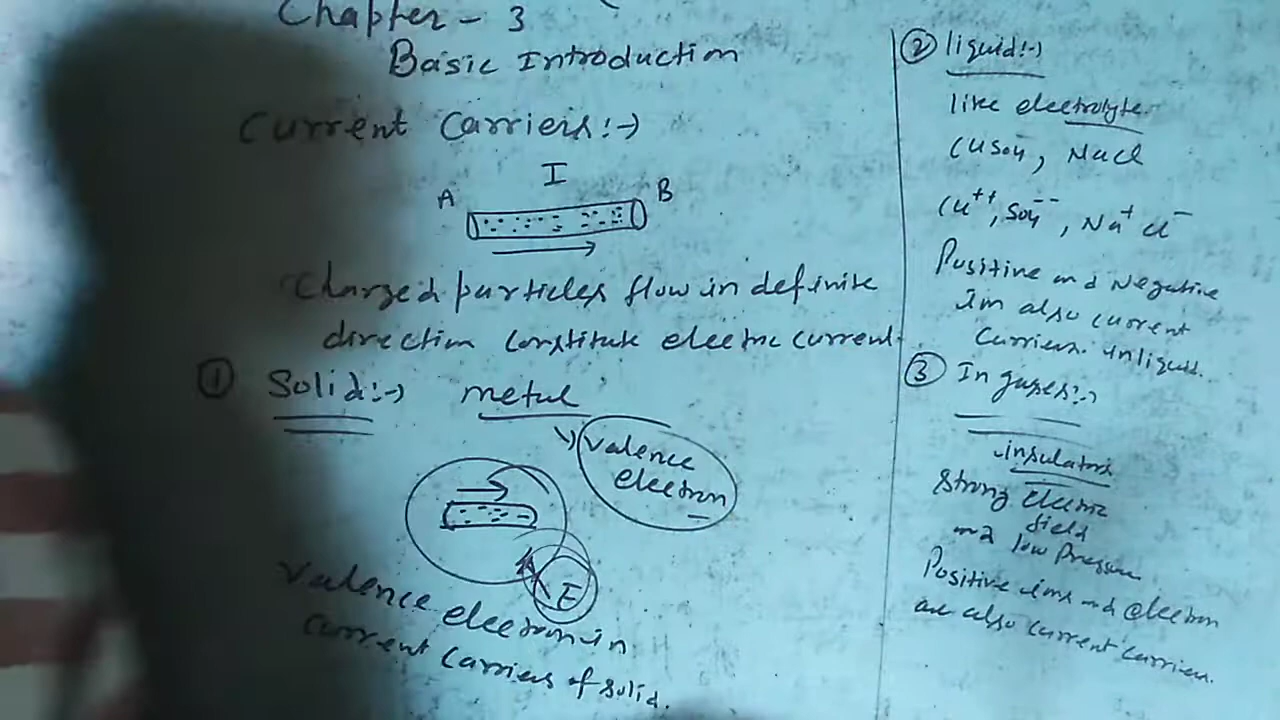 Chapter - 3
Basic Introduction
Current Carriers:→
I
A B
Charged particles flow in definite
direction constitute electric current.
① Solid:→ metal
valence
electron
E
Valence electron in
current carriers of solid.
② liquid:→
like electrolyte
CuSO4, NaCl
Cu++, SO4--, Na+ Cl-
Positive and Negative
ion also current
carriers in liquid.
③ In gases:→
insulators
Strong electric
field
and low Pressure
Positive ions and electron
are also current carriers.